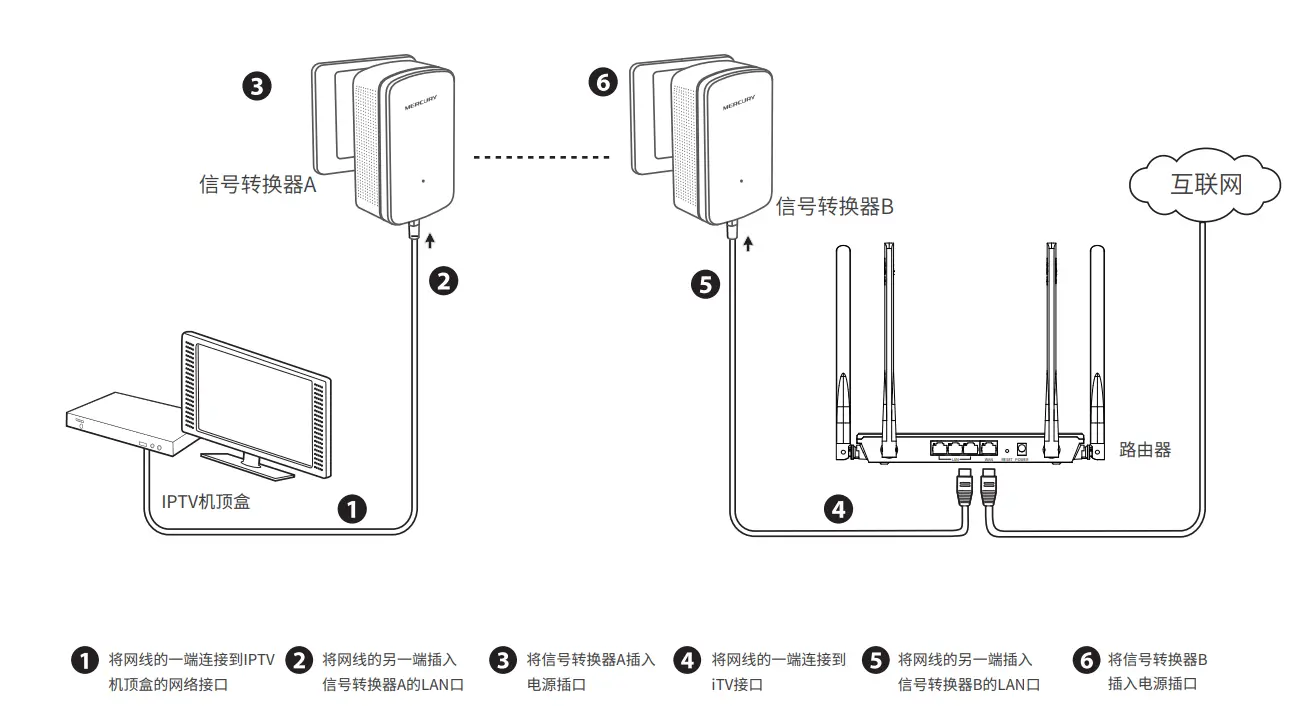 3
6
MERCURY
MERCURY
信号转换器A
信号转换器B
互联网
2
5
路由器
LAN
WAN
RESET
POWER
IPTV机顶盒
1
4
1 将网线的一端连接到IPTV
机顶盒的网络接口
2 将网线的另一端插入
信号转换器A的LAN口
3 将信号转换器A插入
电源插口
4 将网线的一端连接到
iTV接口
5 将网线的另一端插入
信号转换器B的LAN口
6 将信号转换器B
插入电源插口